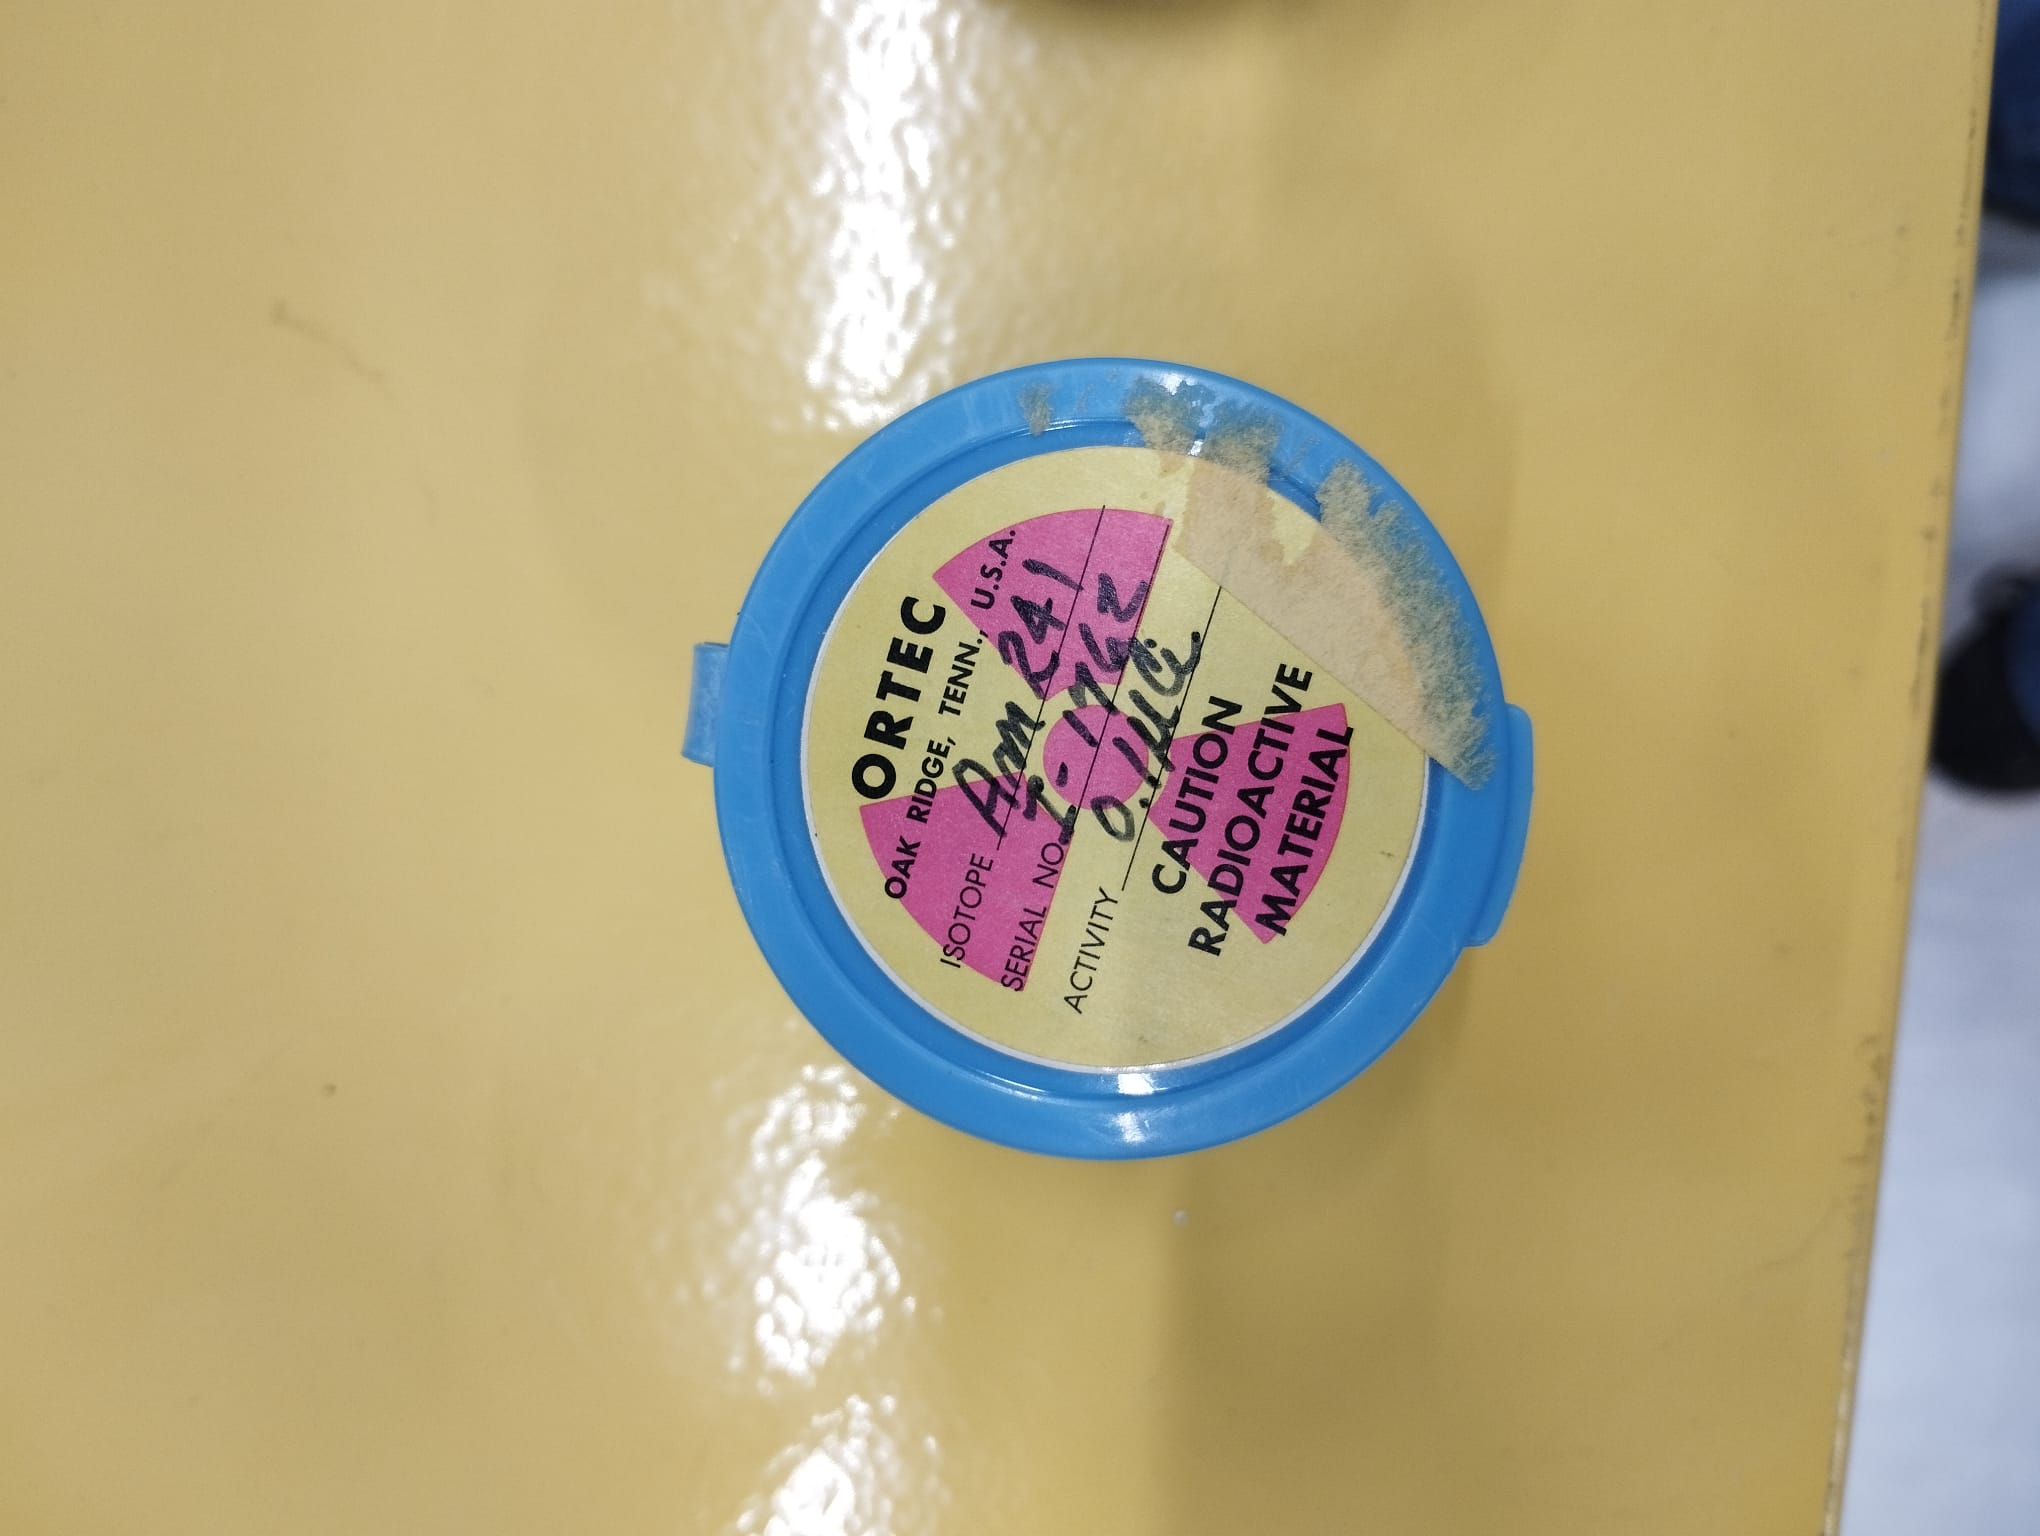 ORTEC
OAK RIDGE, TENN., U.S.A.
ISOTOPE Am 241
SERIAL NO. I-1762
ACTIVITY 0.1µCi.
CAUTION
RADIOACTIVE
MATERIAL